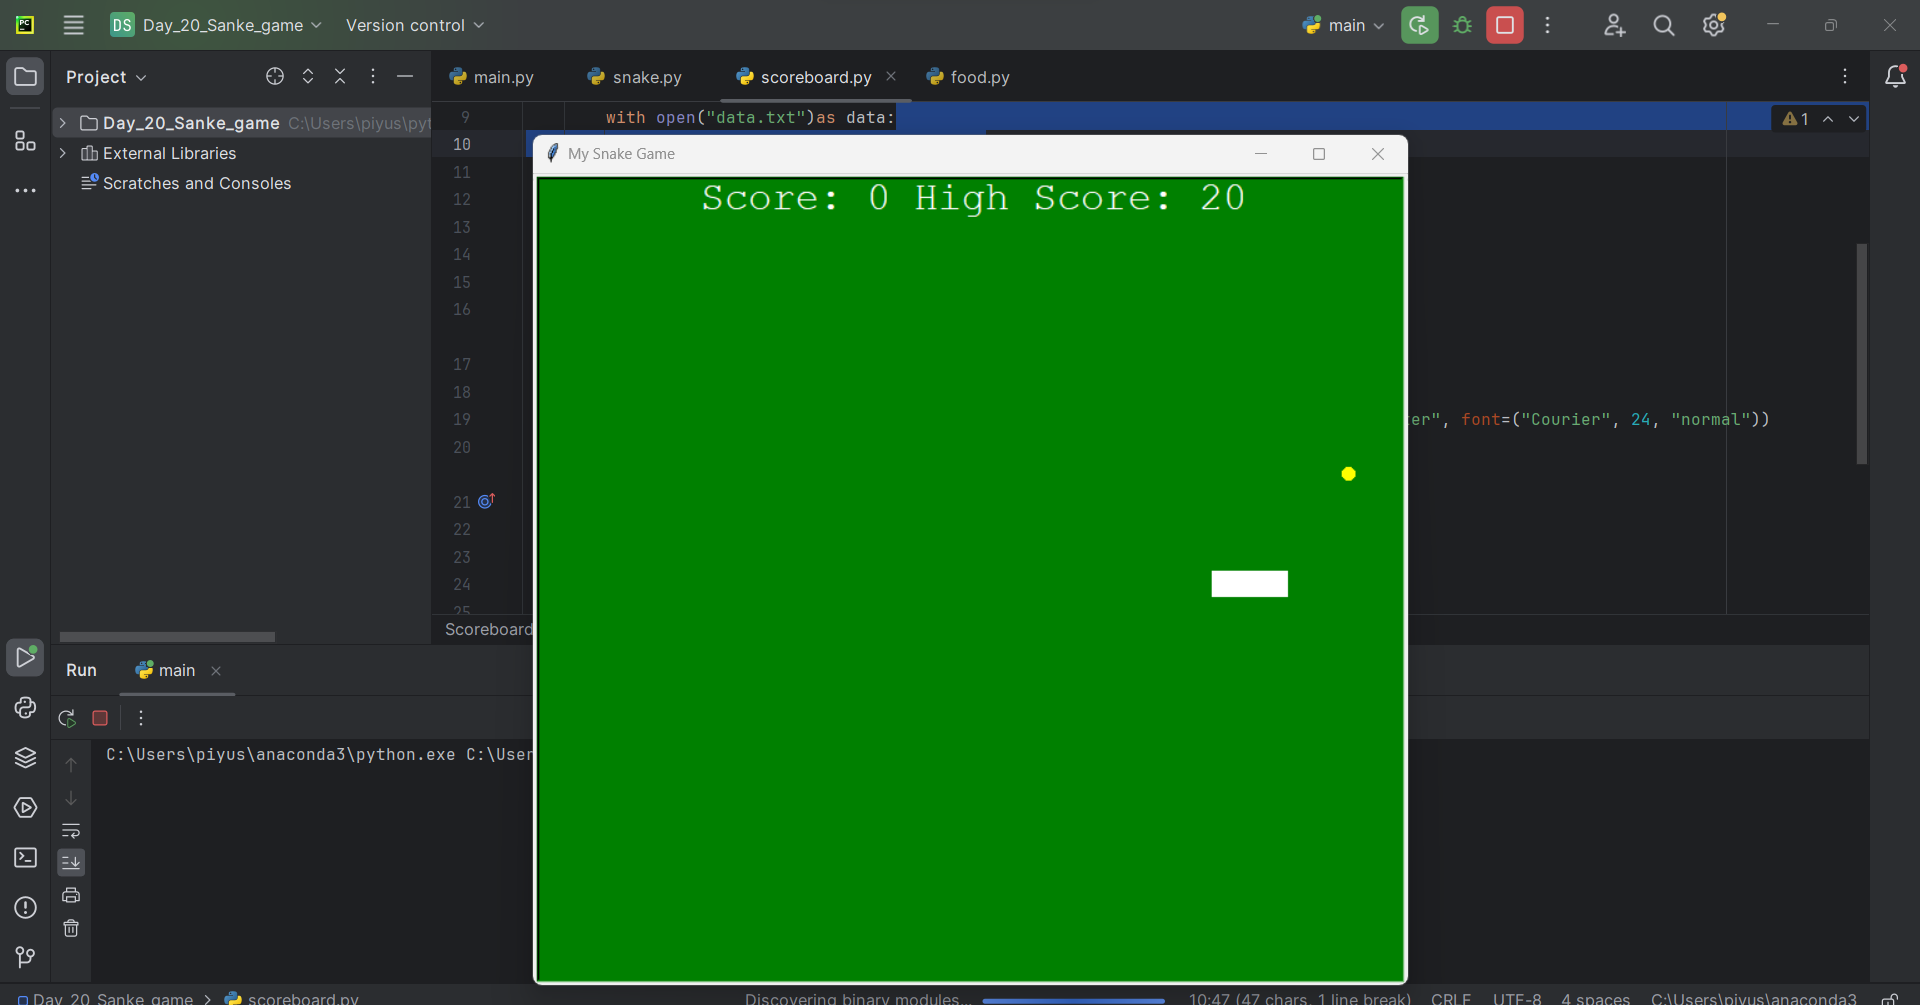 PC
DS Day_20_Sanke_game Version control main
Project main.py snake.py scoreboard.py food.py
Day_20_Sanke_game C:\Users\piyus\pyt
External Libraries
Scratches and Consoles
9 with open("data.txt")as data: 1
10
11
12
13
14
15
16
17
18
19 er", font=("Courier", 24, "normal"))
20
21
22
23
24
25
Scoreboard
My Snake Game
Score: 0 High Score: 20
Run main
C:\Users\piyus\anaconda3\python.exe C:\User
Day_20_Sanke_game > scoreboard.py Discovering binary modules... 10:47 (47 chars, 1 line break) CRLF UTF-8 4 spaces C:\Users\piyus\anaconda3